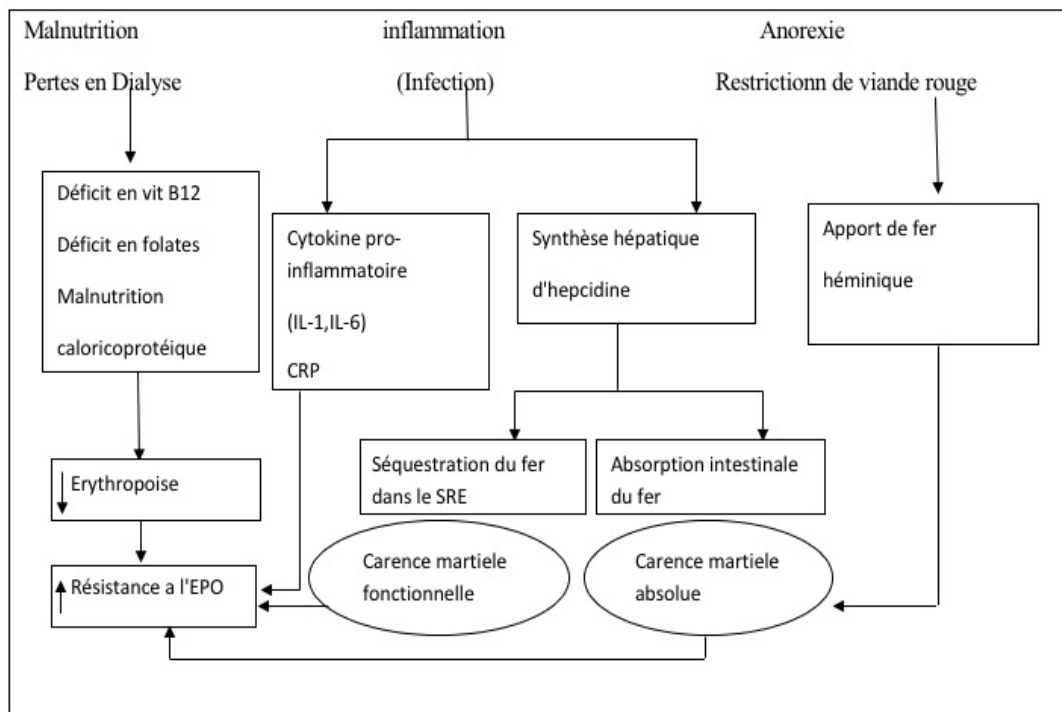 Malnutrition
Pertes en Dialyse
inflammation
(Infection)
Anorexie
Restrictionn de viande rouge
Déficit en vit B12
Déficit en folates
Malnutrition
caloricoprotéique
Cytokine pro-
inflammatoire
(IL-1,IL-6)
CRP
Synthèse hépatique
d'hepcidine
Apport de fer
héminique
Erythropoise
Séquestration du fer
dans le SRE
Absorption intestinale
du fer
Résistance a l'EPO
Carence martiele
fonctionnelle
Carence martiele
absolue